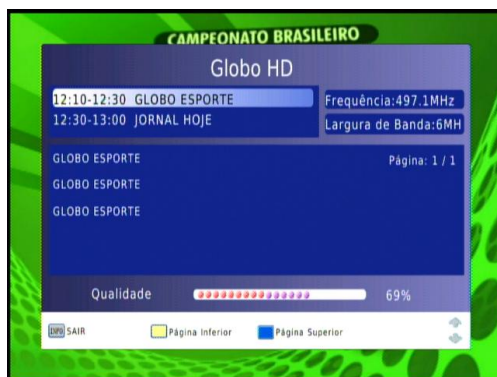 CAMPEONATO BRASILEIRO
Globo HD
12:10-12:30 GLOBO ESPORTE
12:30-13:00 JORNAL HOJE
Frequência:497.1MHz
Largura de Banda:6MH
GLOBO ESPORTE
Página: 1 / 1
GLOBO ESPORTE
GLOBO ESPORTE
Qualidade
69%
INFO SAIR
Página Inferior
Página Superior